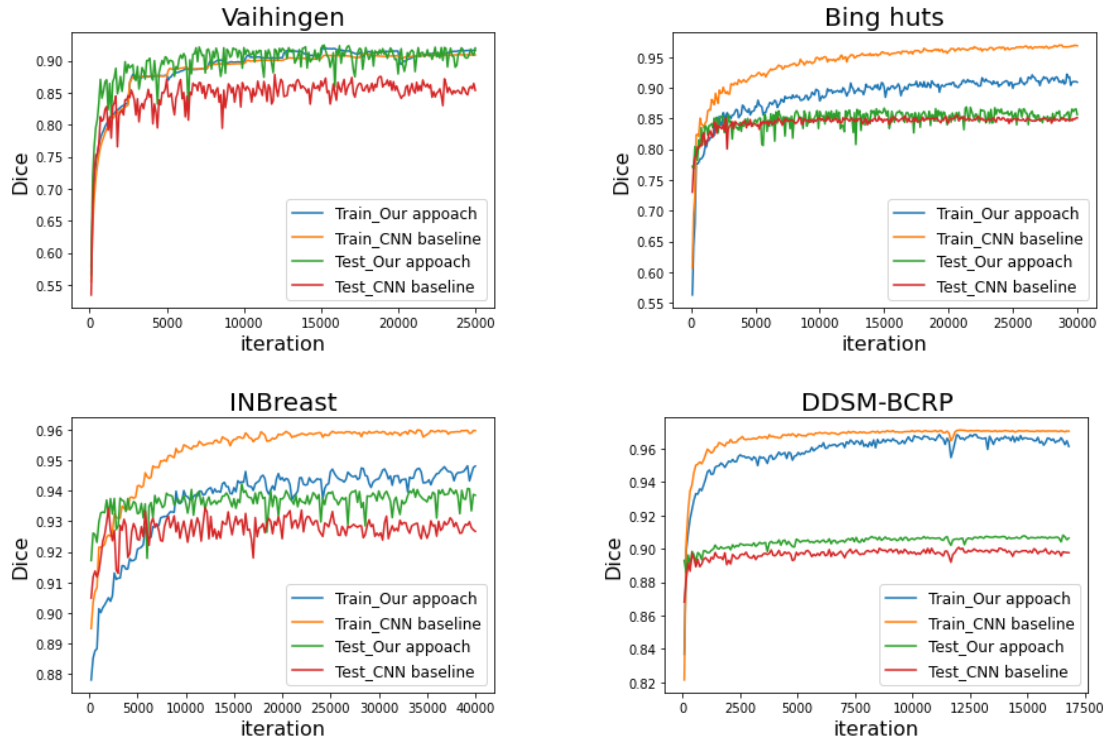 Vaihingen
Dice
0.90
0.85
0.80
0.75
0.70
0.65
0.60
0.55
Train_Our appoach
Train_CNN baseline
Test_Our appoach
Test_CNN baseline
0 5000 10000 15000 20000 25000
iteration
Bing huts
Dice
0.95
0.90
0.85
0.80
0.75
0.70
0.65
0.60
0.55
Train_Our appoach
Train_CNN baseline
Test_Our appoach
Test_CNN baseline
0 5000 10000 15000 20000 25000 30000
iteration
INBreast
Dice
0.96
0.95
0.94
0.93
0.92
0.91
0.90
0.89
0.88
Train_Our appoach
Train_CNN baseline
Test_Our appoach
Test_CNN baseline
0 5000 10000 15000 20000 25000 30000 35000 40000
iteration
DDSM-BCRP
Dice
0.96
0.94
0.92
0.90
0.88
0.86
0.84
0.82
Train_Our appoach
Train_CNN baseline
Test_Our appoach
Test_CNN baseline
0 2500 5000 7500 10000 12500 15000 17500
iteration